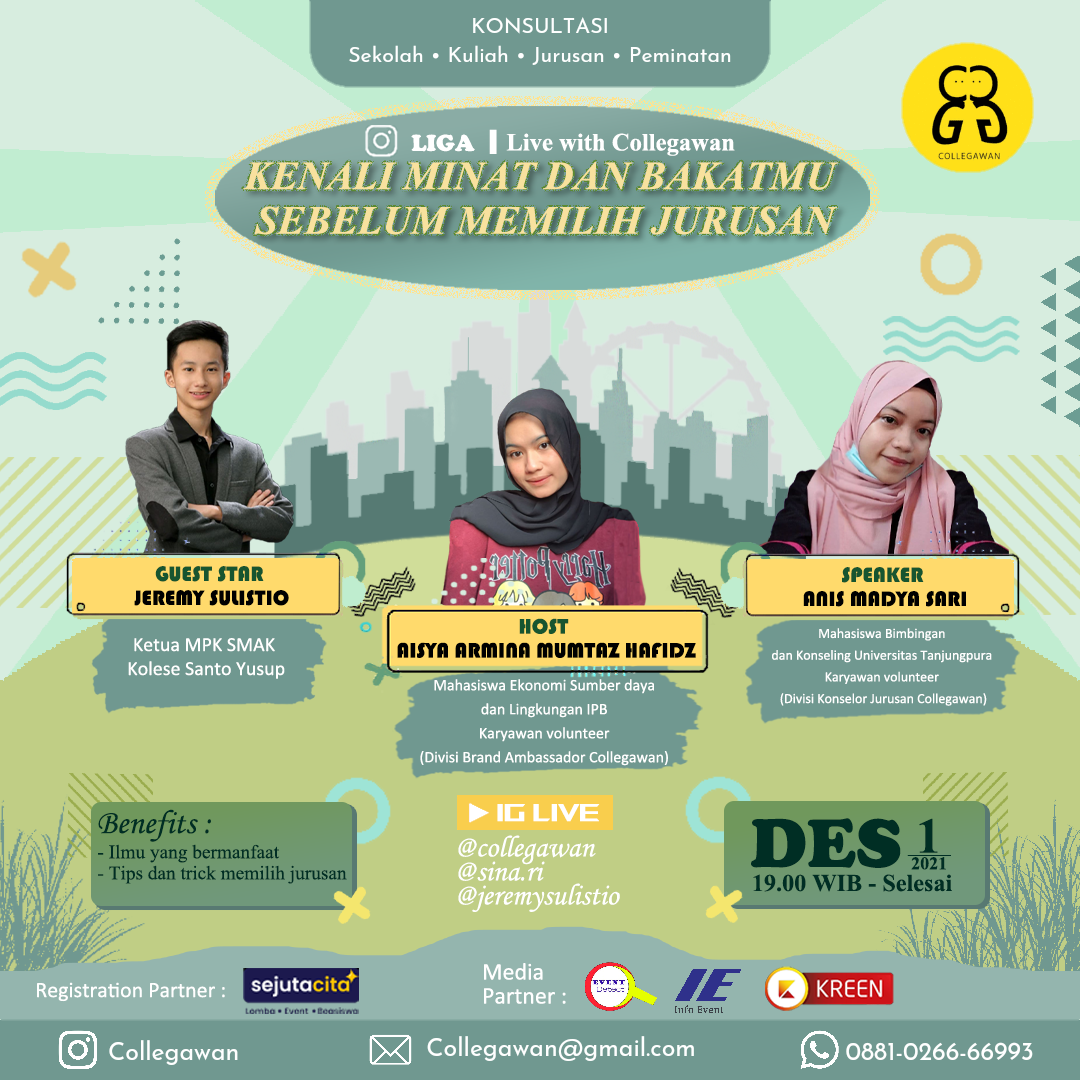 KONSULTASI
Sekolah • Kuliah • Jurusan • Peminatan
COLLEGAWAN
LIGA | Live with Collegawan
KENALI MINAT DAN BAKATMU
SEBELUM MEMILIH JURUSAN
GUEST STAR
JEREMY SULISTIO
Ketua MPK SMAK
Kolese Santo Yusup
Harry Potter
HOST
AISYA ARMINA MUMTAZ HAFIDZ
Mahasiswa Ekonomi Sumber daya
dan Lingkungan IPB
Karyawan volunteer
(Divisi Brand Ambassador Collegawan)
SPEAKER
ANIS MADYA SARI
Mahasiswa Bimbingan
dan Konseling Universitas Tanjungpura
Karyawan volunteer
(Divisi Konselor Jurusan Collegawan)
Benefits :
- Ilmu yang bermanfaat
- Tips dan trick memilih jurusan
IG LIVE
@collegawan
@sina.ri
@jeremysulistio
DES 1
2021
19.00 WIB - Selesai
Registration Partner :
sejutacita
Lomba • Event • Beasiswa
Media
Partner :
EVENT
Detect
IE
Info Event
KREEN
Collegawan
Collegawan@gmail.com
0881-0266-66993